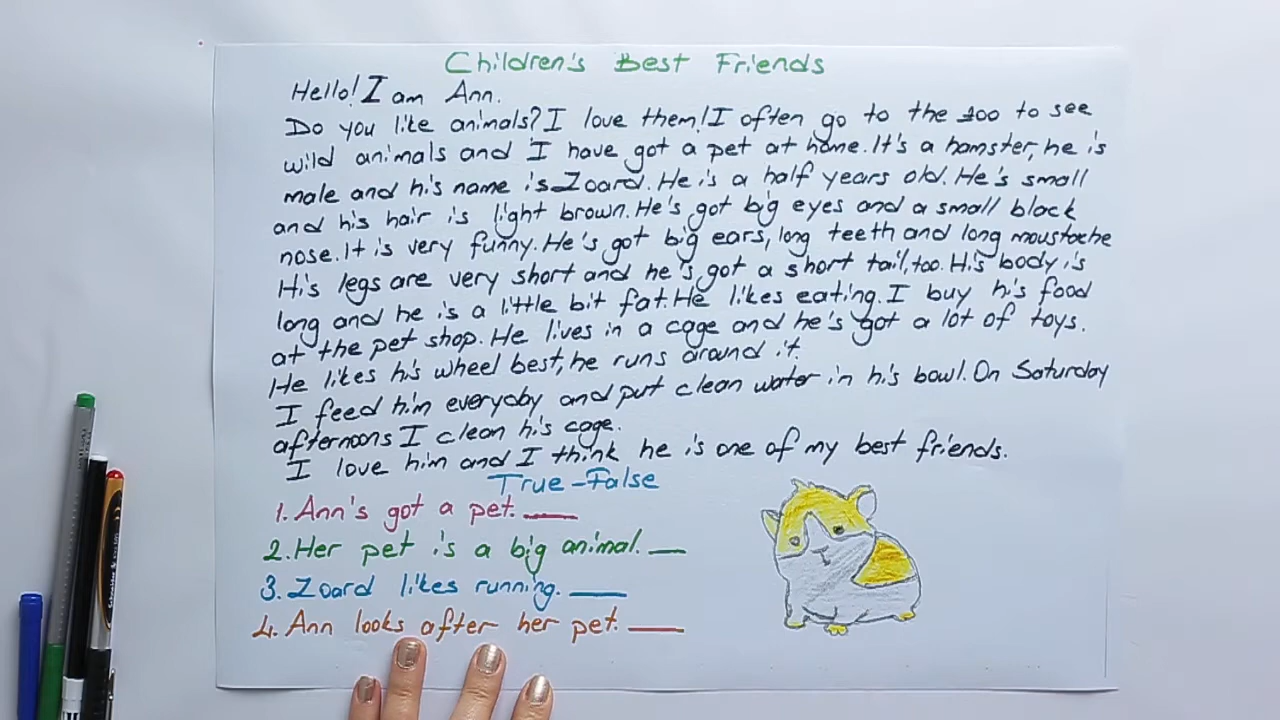 Children's Best Friends
Hello! I am Ann.
Do you like animals? I love them! I often go to the zoo to see
wild animals and I have got a pet at home. It's a hamster, he is
male and his name is Zoard. He is a half years old. He's small
and his hair is light brown. He's got big eyes and a small black
nose. It is very funny. He's got big ears, long teeth and long moustache
His legs are very short and he's got a short tail, too. His body is
long and he is a little bit fat. He likes eating. I buy his food
at the pet shop. He lives in a cage and he's got a lot of toys.
He likes his wheel best, he runs around it.
I feed him everyday and put clean water in his bowl. On Saturday
afternoons I clean his cage.
I love him and I think he is one of my best friends.
True-False
1. Ann's got a pet. ____
2. Her pet is a big animal. ____
3. Zoard likes running. ____
4. Ann looks after her pet. ____